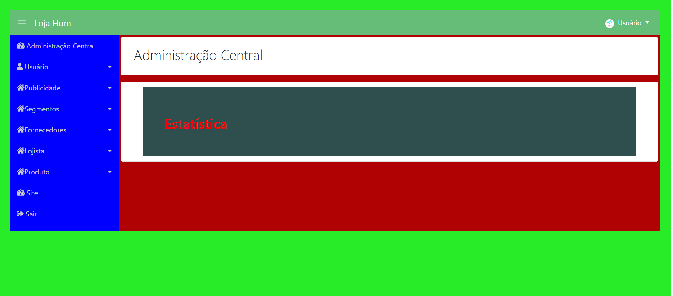 Loja Hum
Usuário
Administração Central
Usuário
Publicidade
Segmentos
Fornecedores
Lojista
Produto
Site
Sair
Administração Central
Estatística